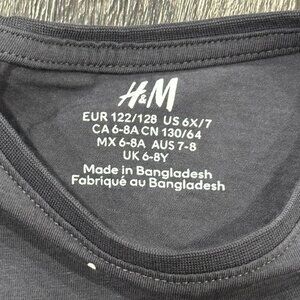 H&M
EUR 122/128 US 6X/7
CA 6-8A CN 130/64
MX 6-8A AUS 7-8
UK 6-8Y
Made in Bangladesh
Fabriqué au Bangladesh